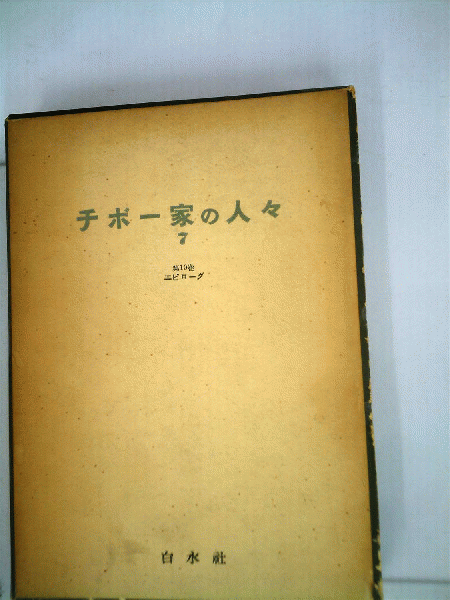 チボー家の人々
7
第10巻
エピローグ
白水社